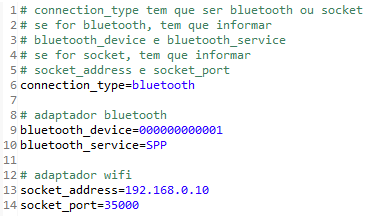 1 # connection_type tem que ser bluetooth ou socket
2 # se for bluetooth, tem que informar
3 # bluetooth_device e bluetooth_service
4 # se for socket, tem que informar
5 # socket_address e socket_port
6 connection_type=bluetooth
7
8 # adaptador bluetooth
9 bluetooth_device=000000000001
10 bluetooth_service=SPP
11
12 # adaptador wifi
13 socket_address=192.168.0.10
14 socket_port=35000